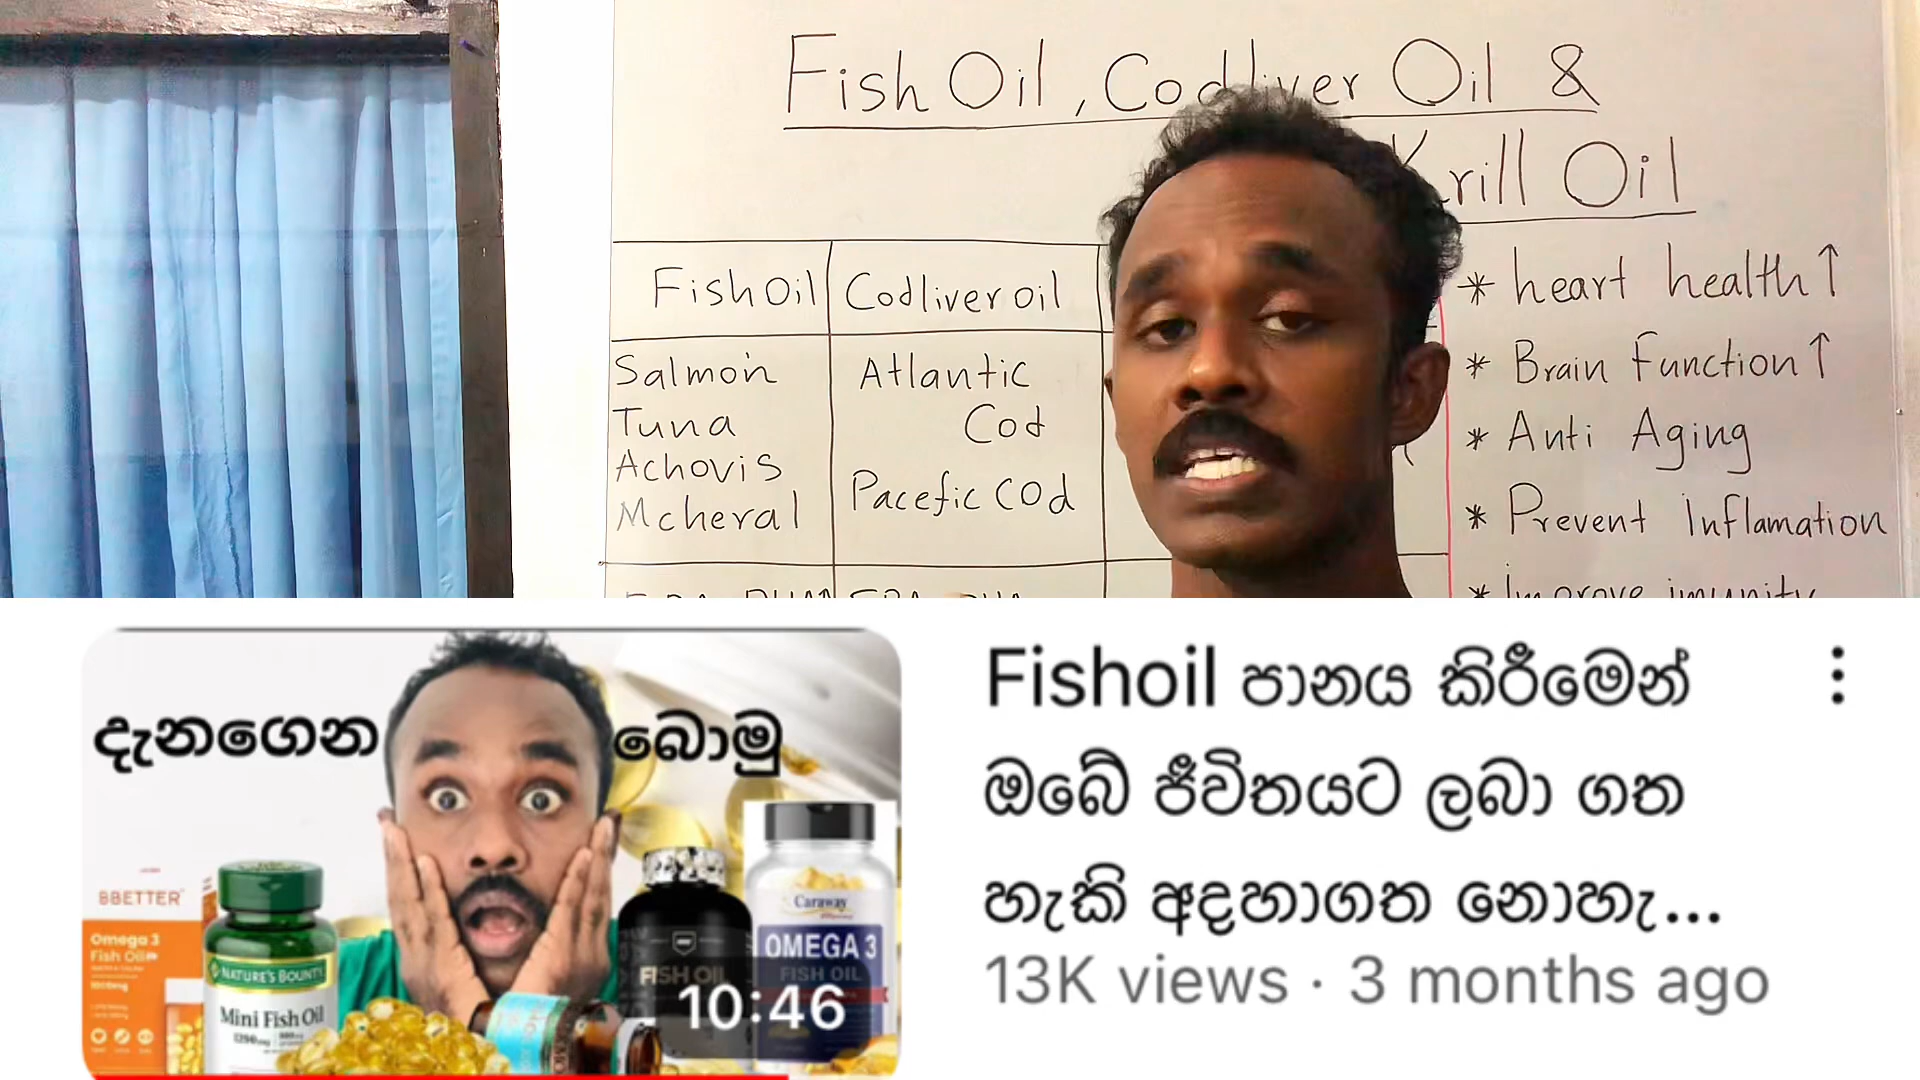 Fish Oil, Codliver Oil &
Krill Oil
Fish Oil
Codliver oil
Salmon
Tuna
Achovis
Mcheral
Atlantic
Cod
Pacefic Cod
* heart health ↑
* Brain Function ↑
* Anti Aging
* Prevent Inflamation
* Improve imunity
දැනගෙන බොමු
BBETTER
Omega 3
Fish Oil
NATURE'S BOUNTY
Mini Fish Oil
FISH OIL
Caraway
OMEGA 3
FISH OIL
10:46
Fishoil පානය කිරීමෙන්
ඔබේ ජීවිතයට ලබා ගත
හැකි අදහාගත නොහැ...
13K views · 3 months ago